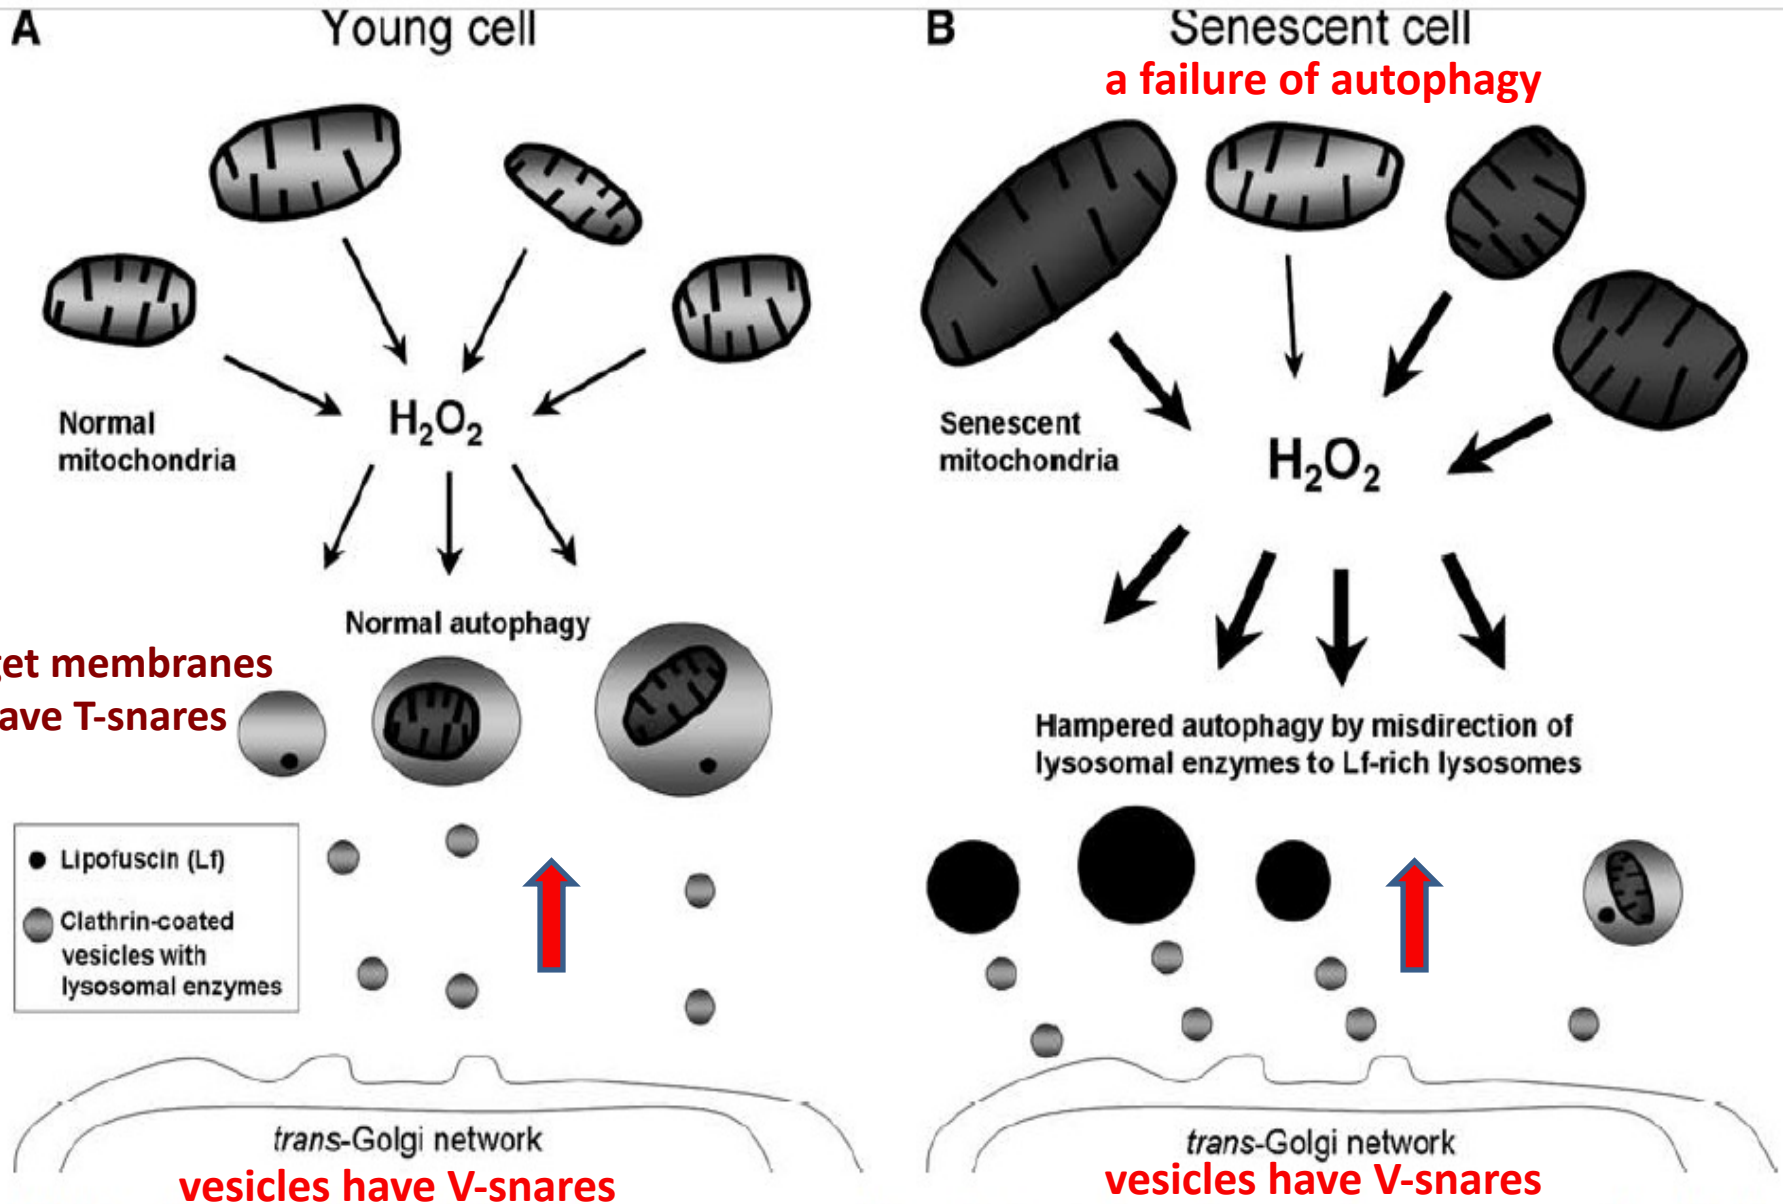 A
Young cell
Normal
mitochondria
H₂O₂
Normal autophagy
get membranes
ave T-snares
Lipofuscin (Lf)
Clathrin-coated
vesicles with
lysosomal enzymes
trans-Golgi network
vesicles have V-snares
B
Senescent cell
a failure of autophagy
Senescent
mitochondria
H₂O₂
Hampered autophagy by misdirection of
lysosomal enzymes to Lf-rich lysosomes
trans-Golgi network
vesicles have V-snares